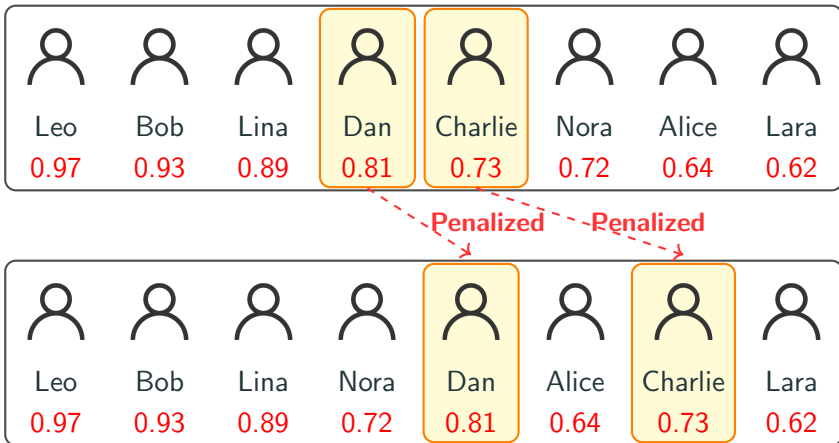 Leo Bob Lina Dan Charlie Nora Alice Lara
0.97 0.93 0.89 0.81 0.73 0.72 0.64 0.62
Penalized Penalized
Leo Bob Lina Nora Dan Alice Charlie Lara
0.97 0.93 0.89 0.72 0.81 0.64 0.73 0.62